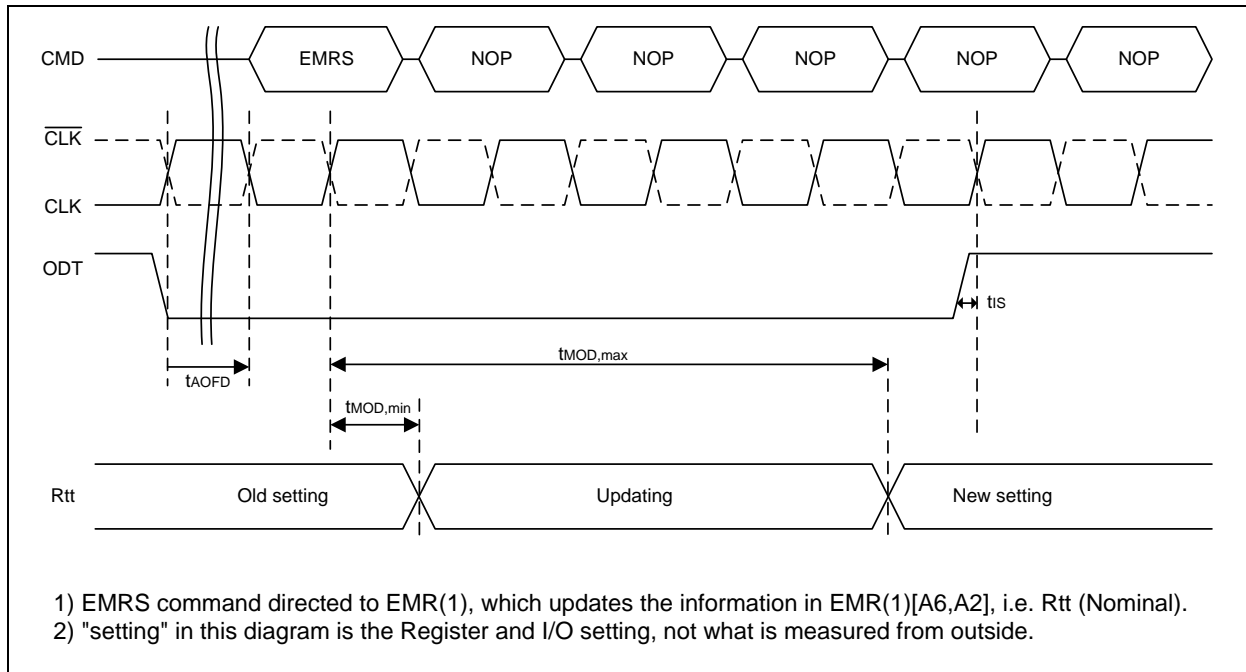 CMD EMRS NOP NOP NOP NOP NOP
CLK
CLK
ODT
tIS
tMOD,max
tAOFD
tMOD,min
Rtt Old setting Updating New setting
1) EMRS command directed to EMR(1), which updates the information in EMR(1)[A6,A2], i.e. Rtt (Nominal).
2) "setting" in this diagram is the Register and I/O setting, not what is measured from outside.